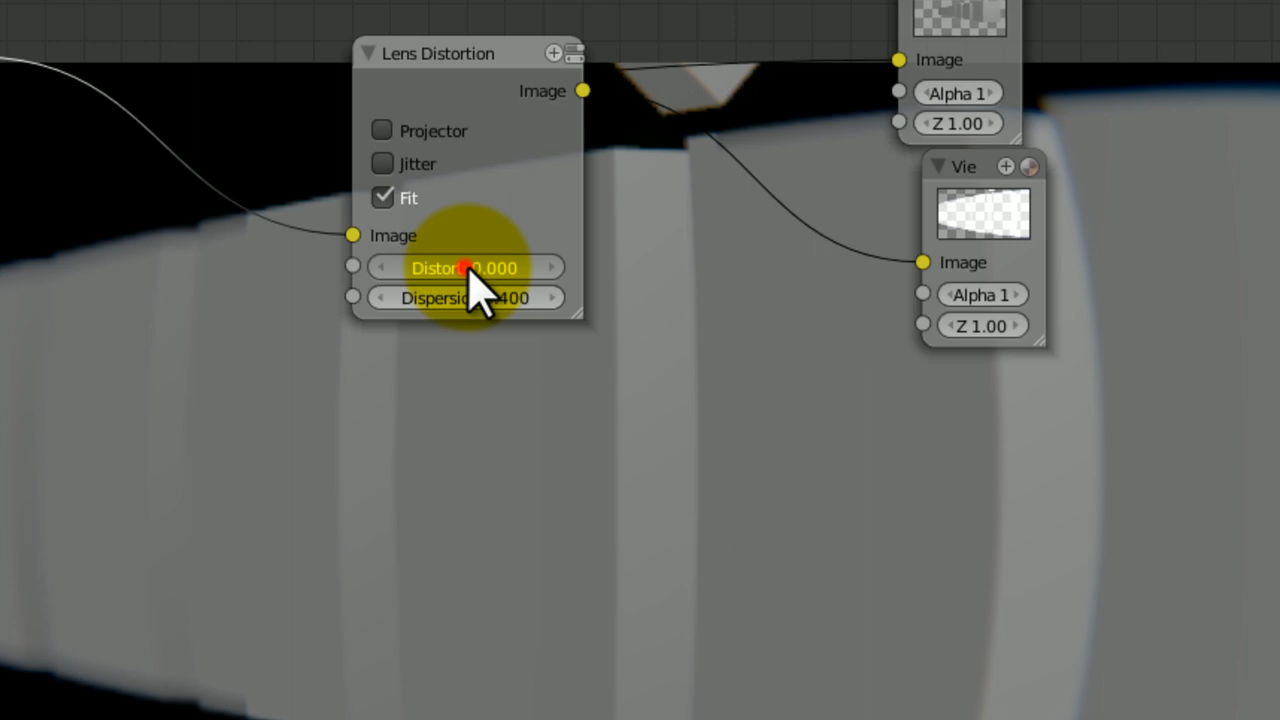 Lens Distortion
Image
Projector
Jitter
Fit
Image
Distor 0.000
Dispersi 400
Image
Alpha 1
Z 1.00
Vie
Image
Alpha 1
Z 1.00